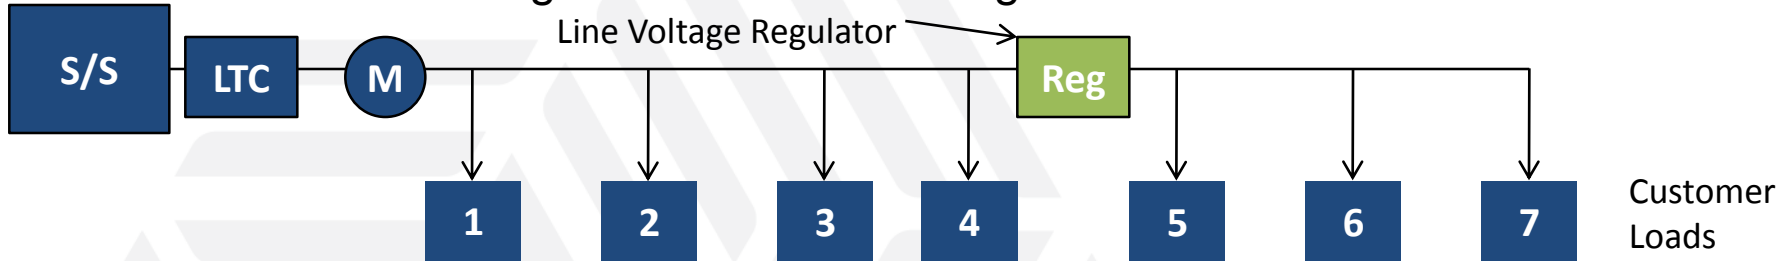 Line Voltage Regulator
S/S
LTC
M
Reg
1
2
3
4
5
6
7
Customer
Loads